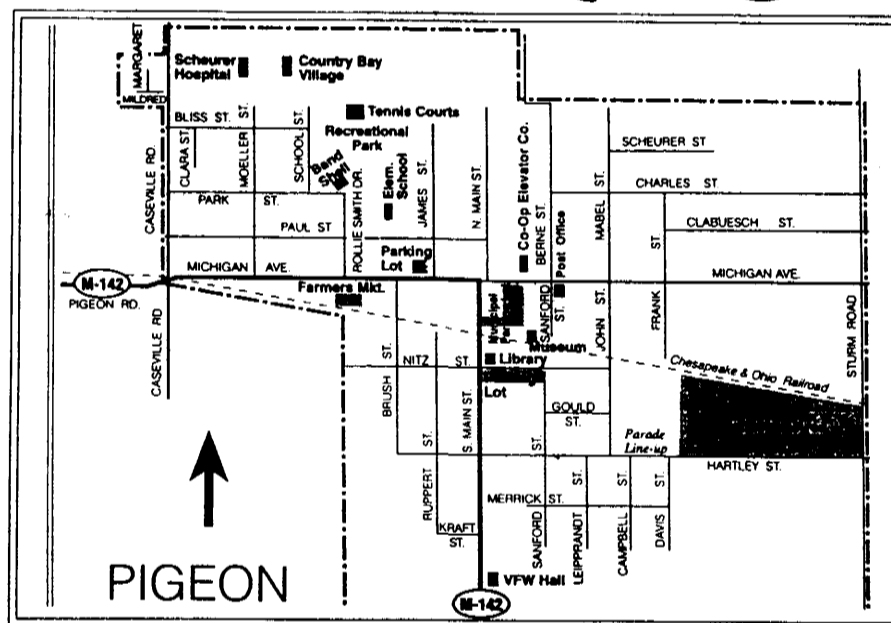 MARGARET
MILDRED
Scheurer
Hospital
Country Bay
Village
BLISS ST.
CLARA ST.
MOELLER ST.
SCHOOL ST.
Tennis Courts
Recreational
Park
Band
Shell
ROLLIE SMITH DR.
Elem.
School
JAMES ST.
N. MAIN ST.
Co-Op Elevator Co.
BERNE ST.
Post Office
MABEL ST.
SCHEURER ST
CHARLES ST.
CLABUESCH ST.
CASEVILLE RD.
PARK ST.
PAUL ST
Parking
Lot
MICHIGAN AVE.
MICHIGAN AVE.
M-142
PIGEON RD.
Farmers Mkt.
Municipal
SANFORD ST.
Museum
JOHN ST.
FRANK ST
STURM ROAD
CASEVILLE RD
BRUSH ST.
NITZ ST.
Library
Lot
Chesapeake & Ohio Railroad
GOULD
ST.
S. MAIN ST.
RUPPERT ST.
Parade
Line-up
HARTLEY ST.
MERRICK ST.
KRAFT
ST.
SANFORD ST.
LEIPPRANDT ST.
CAMPBELL ST.
DAVIS ST.
PIGEON
VFW Hall
M-142